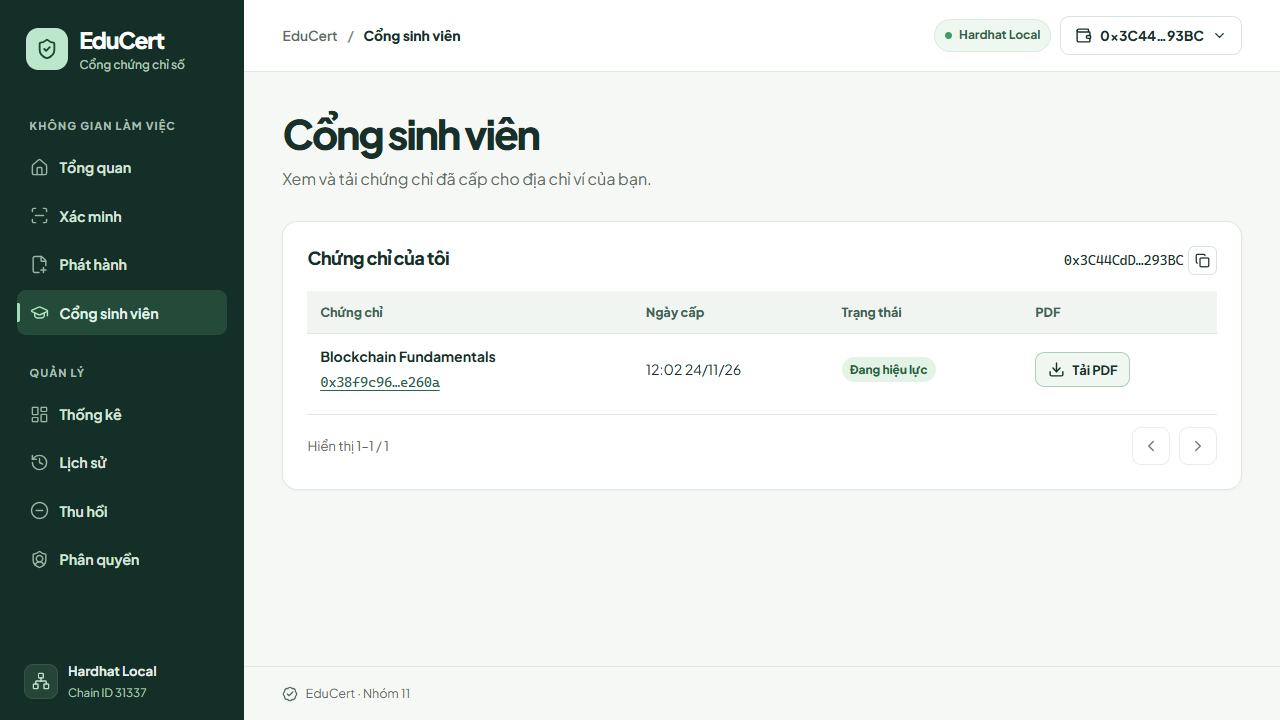 EduCert
Cổng chứng chỉ số
KHÔNG GIAN LÀM VIỆC
Tổng quan
Xác minh
Phát hành
Cổng sinh viên
QUẢN LÝ
Thống kê
Lịch sử
Thu hồi
Phân quyền
Hardhat Local
Chain ID 31337
EduCert / Cổng sinh viên
Hardhat Local
0×3C44…93BC
Cổng sinh viên
Xem và tải chứng chỉ đã cấp cho địa chỉ ví của bạn.
Chứng chỉ của tôi
0x3C44CdD…293BC
Chứng chỉ Ngày cấp Trạng thái PDF
Blockchain Fundamentals
0x38f9c96…e260a
12:02 24/11/26
Đang hiệu lực
Tải PDF
Hiển thị 1–1 / 1
EduCert · Nhóm 11